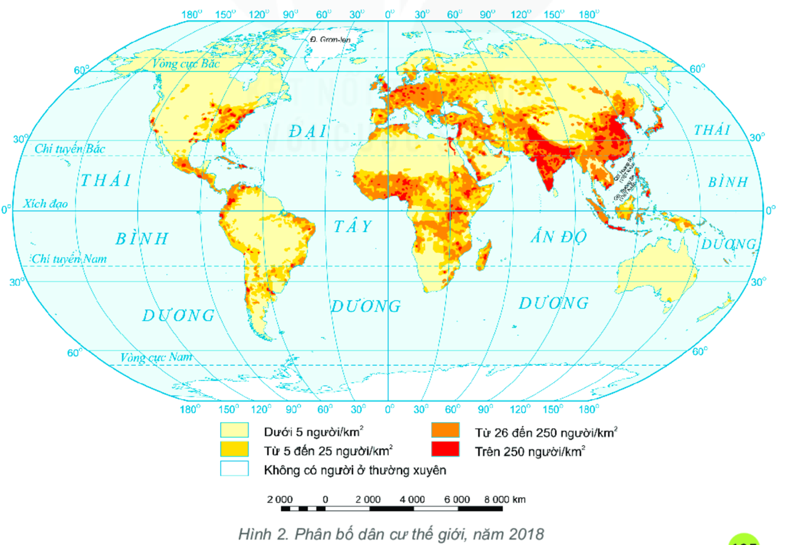 180° 150° 120° 90° 60° 30° 0° 30° 60° 90° 120° 150° 180°
Đ. Grơn-len
Vòng cực Bắc
60°
60°
ĐẠI
THÁI
30°
30°
Chí tuyến Bắc
THÁI
BÌNH
Xích đạo
0°
0°
TÂY
BÌNH
ẤN ĐỘ
DƯƠNG
Chí tuyến Nam
30°
30°
DƯƠNG
DƯƠNG
DƯƠNG
60°
60°
Vòng cực Nam
180° 150° 120° 90° 60° 30° 0° 30° 60° 90° 120° 150° 180°
Dưới 5 người/km²
Từ 26 đến 250 người/km²
Từ 5 đến 25 người/km²
Trên 250 người/km²
Không có người ở thường xuyên
2 000 0 2 000 4 000 6 000 8 000 km
Hình 2. Phân bố dân cư thế giới, năm 2018